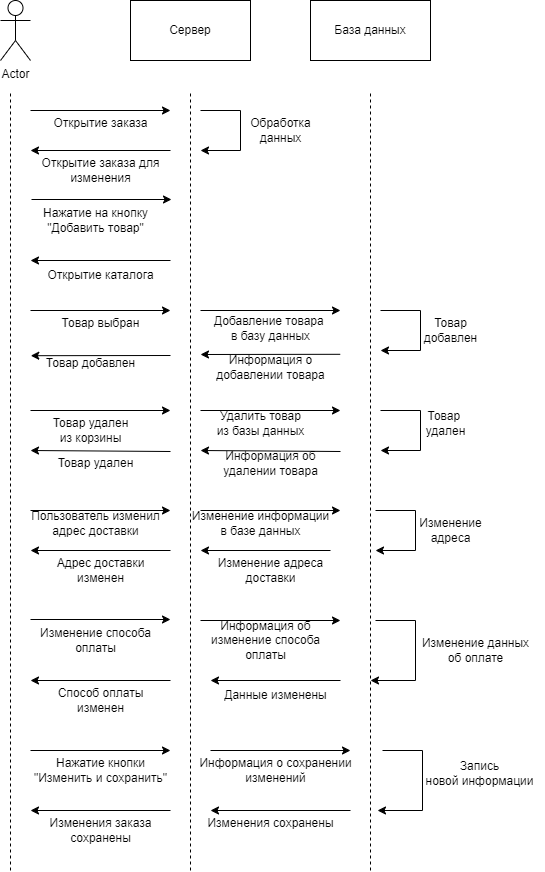 Actor
Сервер
База данных
Открытие заказа
Обработка
данных
Открытие заказа для
изменения
Нажатие на кнопку
"Добавить товар"
Открытие каталога
Товар выбран
Добавление товара
в базу данных
Товар
добавлен
Товар добавлен
Информация о
добавлении товара
Товар удален
из корзины
Удалить товар
из базы данных
Товар
удален
Товар удален
Информация об
удалении товара
Пользователь изменил
адрес доставки
Изменение информации
в базе данных
Изменение
адреса
Адрес доставки
изменен
Изменение адреса
доставки
Изменение способа
оплаты
Информация об
изменение способа
оплаты
Изменение данных
об оплате
Способ оплаты
изменен
Данные изменены
Нажатие кнопки
"Изменить и сохранить"
Информация о сохранении
изменений
Запись
новой информации
Изменения заказа
сохранены
Изменения сохранены